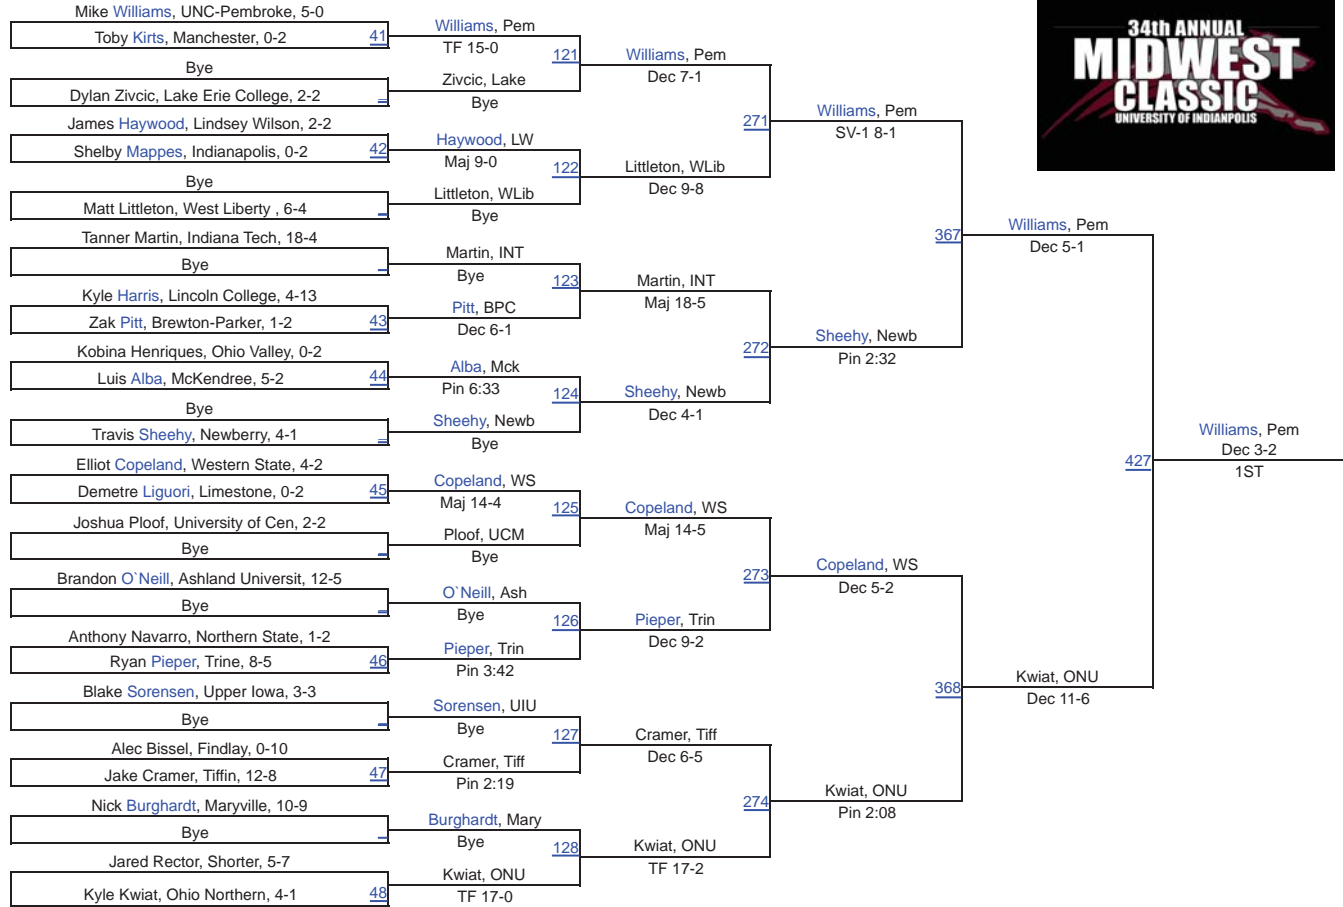 Mike Williams, UNC-Pembroke, 5-0
Toby Kirts, Manchester, 0-2
41
Bye
Dylan Zivcic, Lake Erie College, 2-2
James Haywood, Lindsey Wilson, 2-2
Shelby Mappes, Indianapolis, 0-2
42
Bye
Matt Littleton, West Liberty , 6-4
Tanner Martin, Indiana Tech, 18-4
Bye
Kyle Harris, Lincoln College, 4-13
Zak Pitt, Brewton-Parker, 1-2
43
Kobina Henriques, Ohio Valley, 0-2
Luis Alba, McKendree, 5-2
44
Bye
Travis Sheehy, Newberry, 4-1
Elliot Copeland, Western State, 4-2
Demetre Liguori, Limestone, 0-2
45
Joshua Ploof, University of Cen, 2-2
Bye
Brandon O`Neill, Ashland Universit, 12-5
Bye
Anthony Navarro, Northern State, 1-2
Ryan Pieper, Trine, 8-5
46
Blake Sorensen, Upper Iowa, 3-3
Bye
Alec Bissel, Findlay, 0-10
Jake Cramer, Tiffin, 12-8
47
Nick Burghardt, Maryville, 10-9
Bye
Jared Rector, Shorter, 5-7
Kyle Kwiat, Ohio Northern, 4-1
48
Williams, Pem
TF 15-0
121
Zivcic, Lake
Bye
Haywood, LW
Maj 9-0
122
Littleton, WLib
Bye
Martin, INT
Bye
123
Pitt, BPC
Dec 6-1
Alba, Mck
Pin 6:33
124
Sheehy, Newb
Bye
Copeland, WS
Maj 14-4
125
Ploof, UCM
Bye
O`Neill, Ash
Bye
126
Pieper, Trin
Pin 3:42
Sorensen, UIU
Bye
127
Cramer, Tiff
Pin 2:19
Burghardt, Mary
Bye
128
Kwiat, ONU
TF 17-0
Williams, Pem
Dec 7-1
271
Littleton, WLib
Dec 9-8
Martin, INT
Maj 18-5
272
Sheehy, Newb
Dec 4-1
Copeland, WS
Maj 14-5
273
Pieper, Trin
Dec 9-2
Cramer, Tiff
Dec 6-5
274
Kwiat, ONU
TF 17-2
Williams, Pem
SV-1 8-1
367
Sheehy, Newb
Pin 2:32
Copeland, WS
Dec 5-2
368
Kwiat, ONU
Pin 2:08
Williams, Pem
Dec 5-1
427
Kwiat, ONU
Dec 11-6
Williams, Pem
Dec 3-2
1ST
34th ANNUAL
MIDWEST
CLASSIC
UNIVERSITY OF INDIANPOLIS